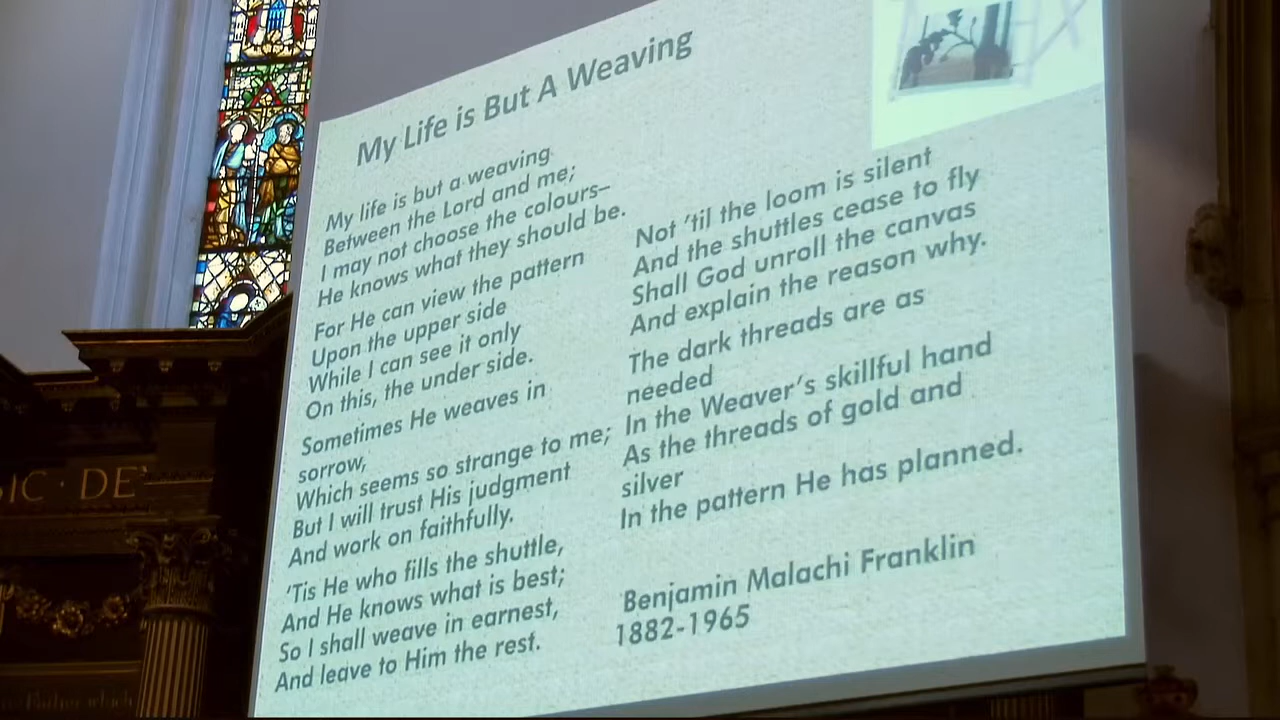 My Life is But A Weaving
My life is but a weaving
Between the Lord and me;
I may not choose the colours–
He knows what they should be.
For He can view the pattern
Upon the upper side
While I can see it only
On this, the under side.
Sometimes He weaves in
sorrow,
Which seems so strange to me;
But I will trust His judgment
And work on faithfully.
'Tis He who fills the shuttle,
And He knows what is best;
So I shall weave in earnest,
And leave to Him the rest.
Not 'til the loom is silent
And the shuttles cease to fly
Shall God unroll the canvas
And explain the reason why.
The dark threads are as
needed
In the Weaver's skillful hand
As the threads of gold and
silver
In the pattern He has planned.
Benjamin Malachi Franklin
1882-1965
SIC · DE
which